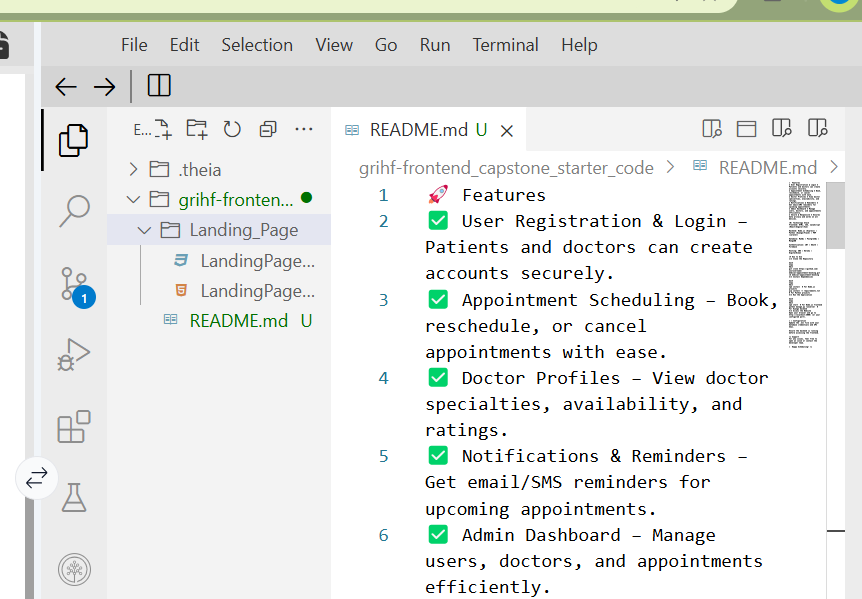 File Edit Selection View Go Run Terminal Help
E...
README.md U
.theia
grihf-fronten...
Landing_Page
LandingPage...
LandingPage...
README.md U
1
grihf-frontend_capstone_starter_code > README.md >
1 🚀 Features
2 ✅ User Registration & Login –
Patients and doctors can create
accounts securely.
3 ✅ Appointment Scheduling – Book,
reschedule, or cancel
appointments with ease.
4 ✅ Doctor Profiles – View doctor
specialties, availability, and
ratings.
5 ✅ Notifications & Reminders –
Get email/SMS reminders for
upcoming appointments.
6 ✅ Admin Dashboard – Manage
users, doctors, and appointments
efficiently.